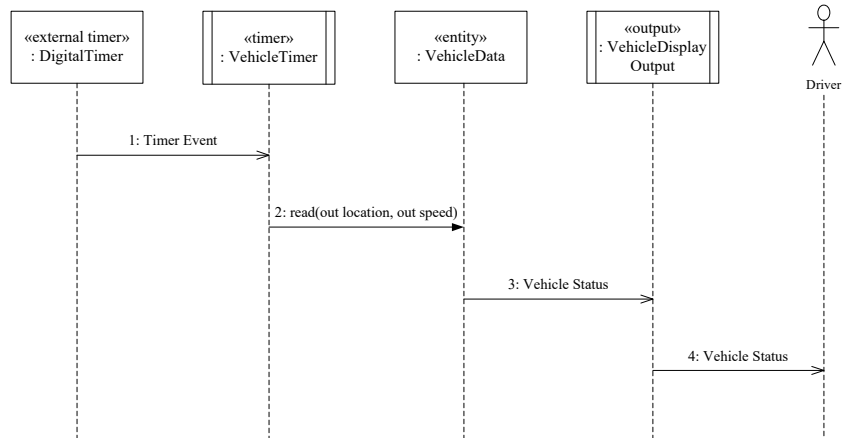 «external timer»
: DigitalTimer
«timer»
: VehicleTimer
«entity»
: VehicleData
«output»
: VehicleDisplay
Output
Driver
1: Timer Event
2: read(out location, out speed)
3: Vehicle Status
4: Vehicle Status